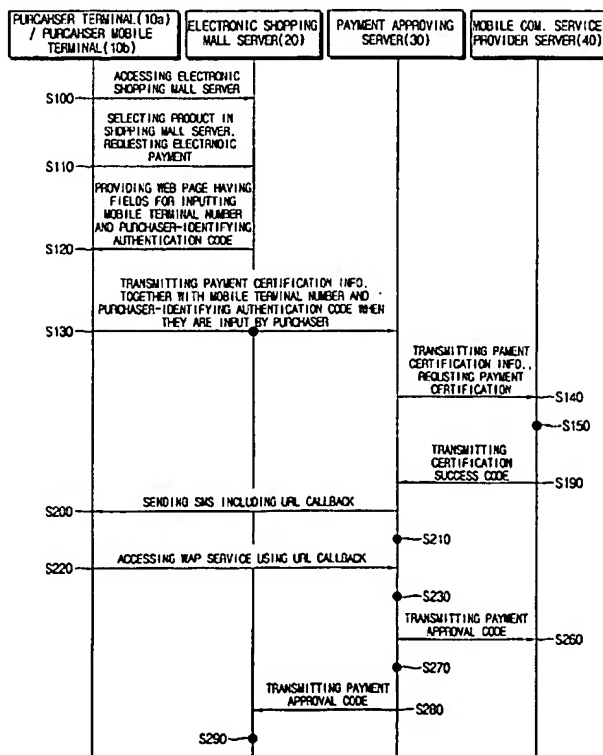 PURCAHSER TERMINAL(10a)
/ PURCAHSER MOBILE
TERMINAL(10b)
ELECTRONIC SHOPPING
MALL SERVER(20)
PAYMENT APPROVING
SERVER(30)
MOBILE COM. SERVICE
PROVIDER SERVER(40)
ACCESSING ELECTRONIC
SHOPPING MALL SERVER
S100
SELECTING PRODUCT IN
SHOPPING MALL SERVER,
REQUESTING ELECTRNOIC
PAYMENT
S110
PROVIDING WEB PAGE HAVING
FIELDS FOR INPUTTING
MOBILE TERMINAL NUMBER
AND PURCHASER-IDENTIFYING
AUTHENTICATION CODE
S120
TRANSMITTING PAYMENT CERTIFICATION INFO.
TOGETHER WITH MOBILE TERMINAL NUMBER AND
PURCHASER-IDENTIFYING AUTHENTICATION CODE WHEN
THEY ARE INPUT BY PURCHASER
S130
TRANSMITTING PAMENT
CERTIFICATION INFO.,
REQUSTING PAYMENT
CERTIFICATION
S140
S150
TRANSMITTING
CERTIFICATION
SUCCESS CODE
S190
SENDING SMS INCLUDING URL CALLBACK
S200
S210
ACCESSING WAP SERVICE USING URL CALLBACK
S220
S230
TRANSMITTING PAYMENT
APPROVAL CODE
S260
S270
TRANSMITTING PAYMENT
APPROVAL CODE
S280
S290